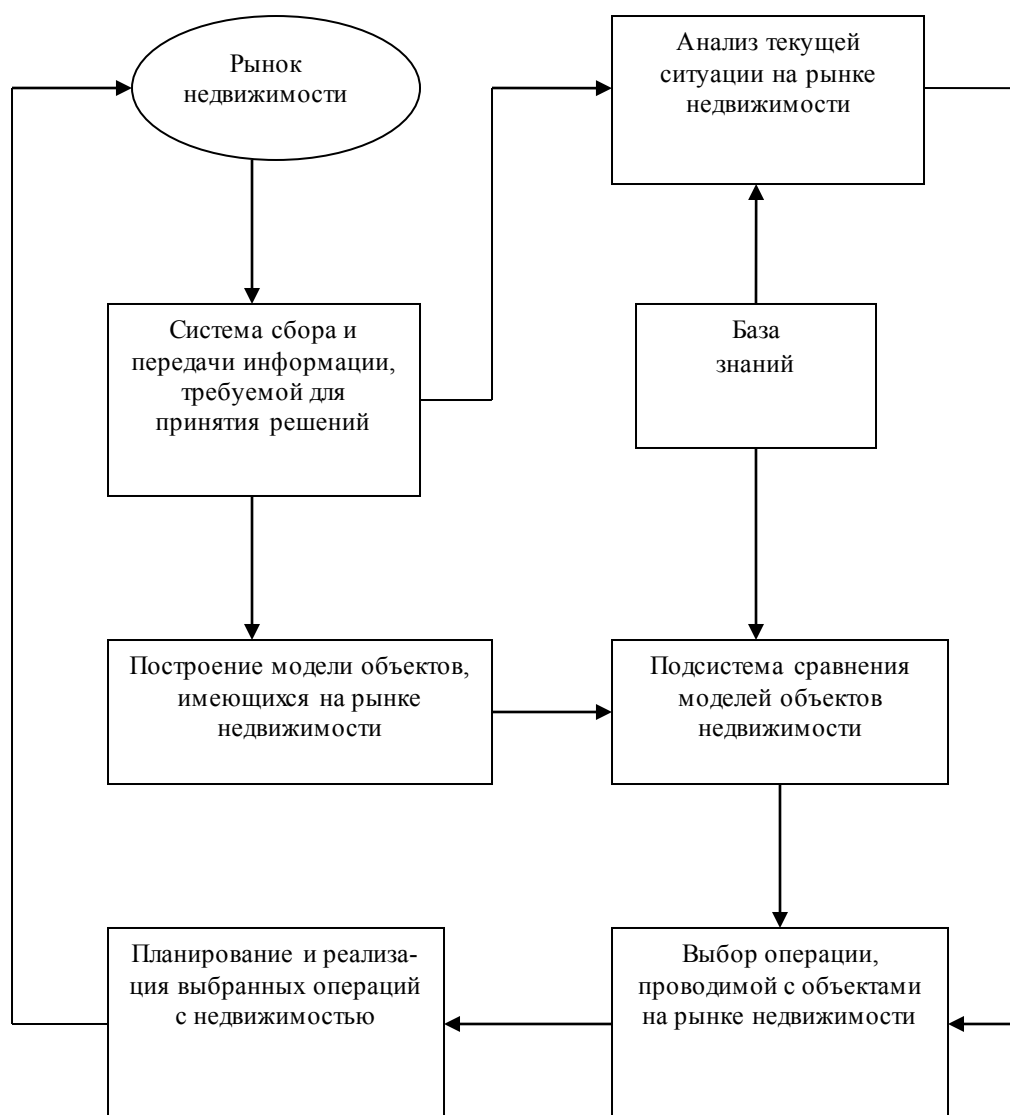 Рынок
недвижимости
Анализ текущей
ситуации на рынке
недвижимости
Система сбора и
передачи информации,
требуемой для
принятия решений
База
знаний
Построение модели объектов,
имеющихся на рынке
недвижимости
Подсистема сравнения
моделей объектов
недвижимости
Планирование и реализа-
ция выбранных операций
с недвижимостью
Выбор операции,
проводимой с объектами
на рынке недвижимости